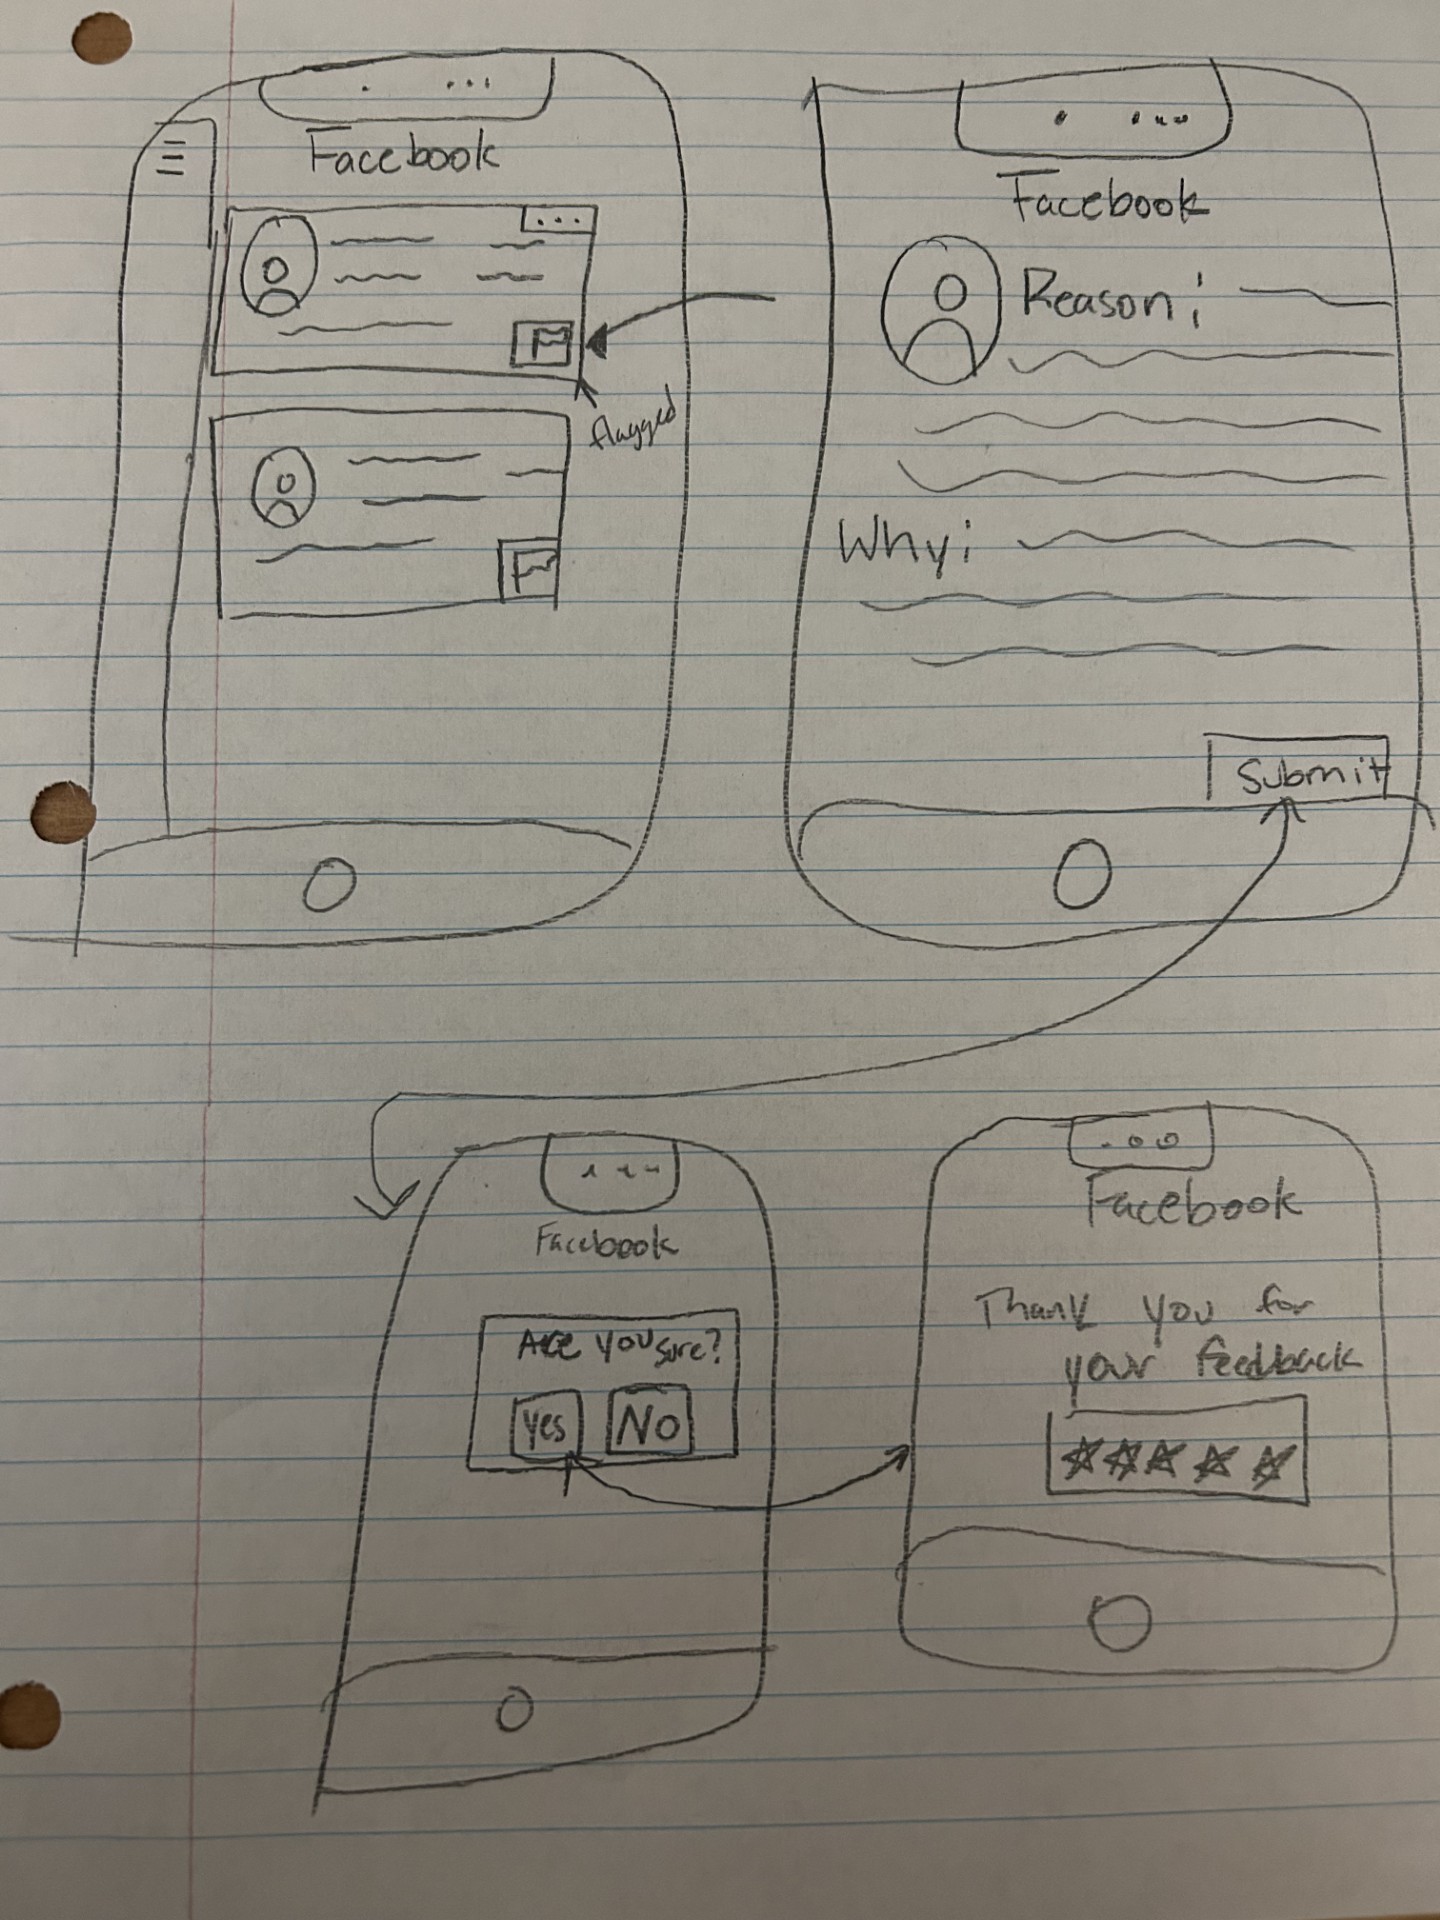 Facebook
flagged
Facebook
Reason:
Why:
Submit
Facebook
Are you sure?
Yes No
Facebook
Thank you for
your feedback